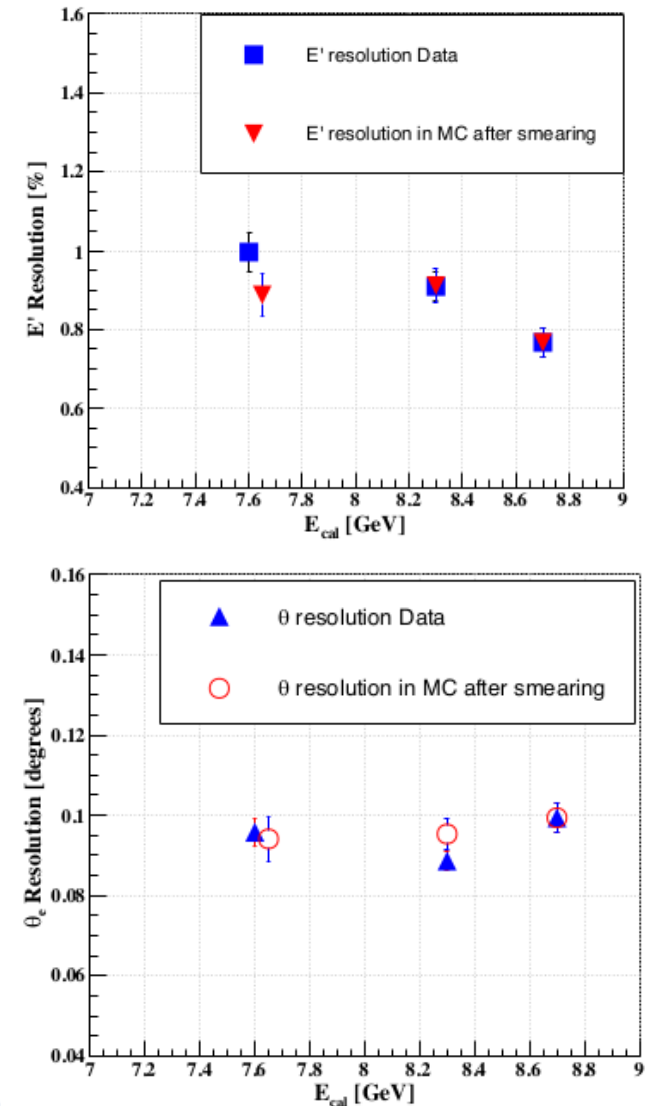 1.6
1.4
1.2
1
0.8
0.6
0.4
E' Resolution [%]
E' resolution Data
E' resolution in MC after smearing
7 7.2 7.4 7.6 7.8 8 8.2 8.4 8.6 8.8 9
E_cal [GeV]
0.16
0.14
0.12
0.1
0.08
0.06
0.04
θ_e Resolution [degrees]
θ resolution Data
θ resolution in MC after smearing
7 7.2 7.4 7.6 7.8 8 8.2 8.4 8.6 8.8 9
E_cal [GeV]